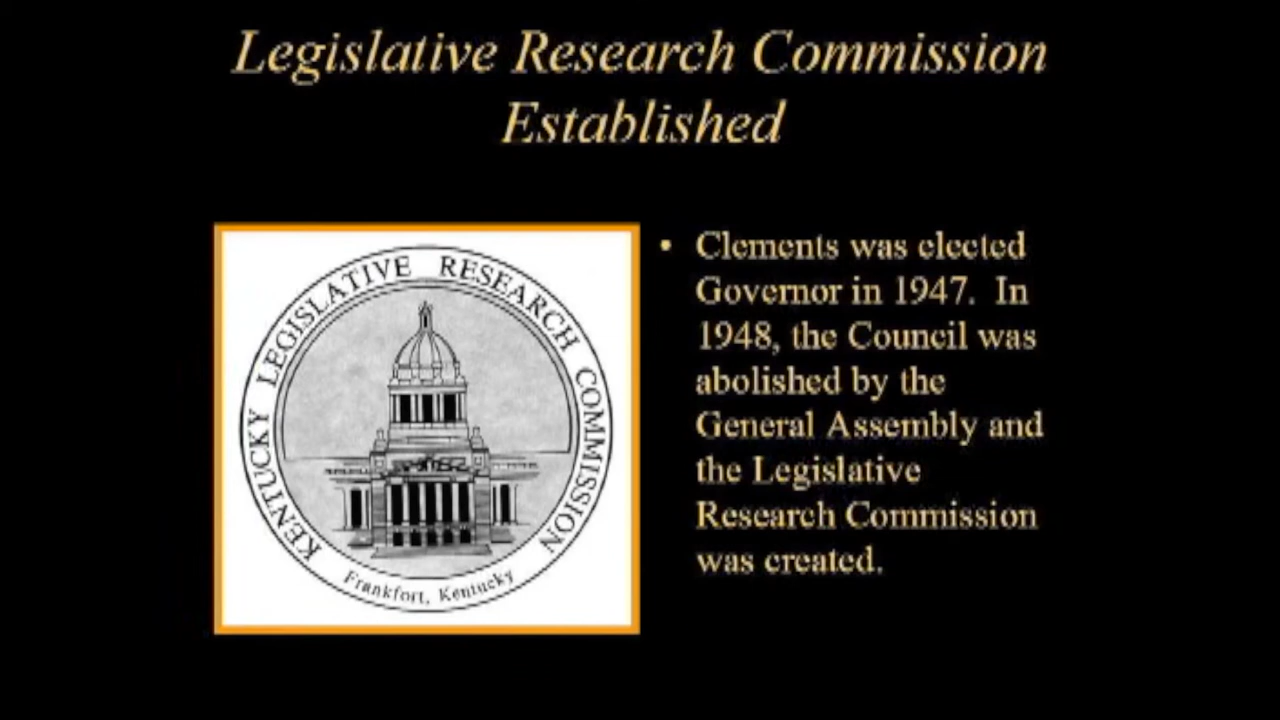 Legislative Research Commission
Established
KENTUCKY LEGISLATIVE RESEARCH COMMISSION
Frankfort, Kentucky
• Clements was elected
Governor in 1947. In
1948, the Council was
abolished by the
General Assembly and
the Legislative
Research Commission
was created.